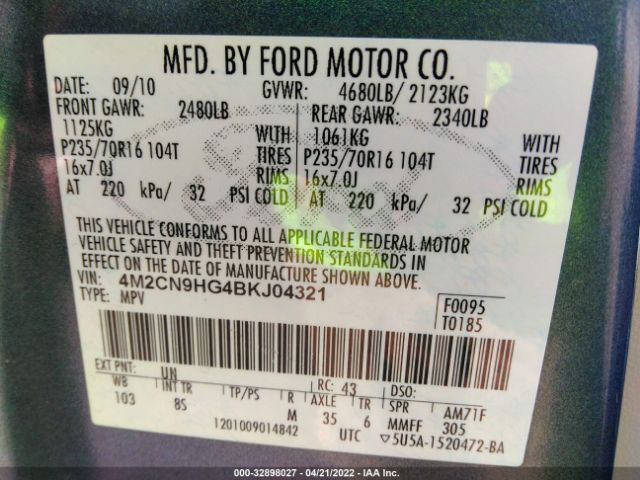 MFD. BY FORD MOTOR CO.
DATE: 09/10 GVWR: 4680LB/ 2123KG
FRONT GAWR: 2480LB REAR GAWR: 2340LB
1125KG WITH 1061KG WITH
P235/70R16 104T TIRES P235/70R16 104T TIRES
16x7.0J RIMS 16x7.0J RIMS
AT 220 kPa/ 32 PSI COLD AT 220 kPa/ 32 PSI COLD
THIS VEHICLE CONFORMS TO ALL APPLICABLE FEDERAL MOTOR
VEHICLE SAFETY AND THEFT PREVENTION STANDARDS IN
EFFECT ON THE DATE OF MANUFACTURE SHOWN ABOVE.
VIN: 4M2CN9HG4BKJ04321 F0095
TYPE: MPV T0185
EXT PNT: UN RC: 43 DSO:
WB INT TR TP/PS R AXLE TR SPR AM71F
103 8S M 35 6 MMFF 305
1201009014842 UTC ▽5U5A-1520472-BA
000-32898027 - 04/21/2022 - IAA Inc.